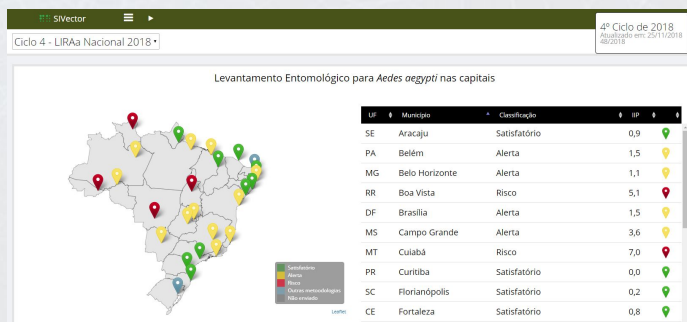 SIVector
4º Ciclo de 2018
Atualizado em: 25/11/2018
48/2018
Ciclo 4 - LIRAa Nacional 2018
Levantamento Entomológico para Aedes aegypti nas capitais
UF Município Classificação IIP
SE Aracaju Satisfatório 0,9
PA Belém Alerta 1,5
MG Belo Horizonte Alerta 1,1
RR Boa Vista Risco 5,1
DF Brasília Alerta 1,5
MS Campo Grande Alerta 3,6
MT Cuiabá Risco 7,0
PR Curitiba Satisfatório 0,0
SC Florianópolis Satisfatório 0,2
CE Fortaleza Satisfatório 0,8
Satisfatório
Alerta
Risco
Outras metodologias
Não enviado
Leaflet